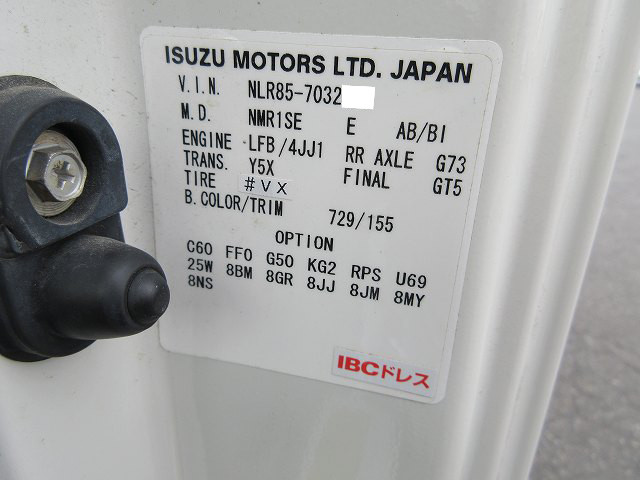 ISUZU MOTORS LTD. JAPAN
V.I.N. NLR85-7032
M.D. NMR1SE E AB/BI
ENGINE LFB/4JJ1 RR AXLE G73
TRANS. Y5X FINAL GT5
TIRE #VX
B.COLOR/TRIM 729/155
OPTION
C60 FF0 G50 KG2 RPS U69
25W 8BM 8GR 8JJ 8JM 8MY
8NS
IBCドレス